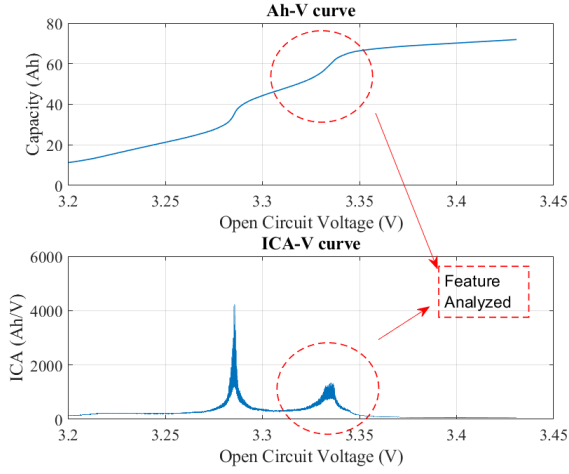 Ah-V curve
80
60
40
20
0
Capacity (Ah)
3.2 3.25 3.3 3.35 3.4 3.45
Open Circuit Voltage (V)
ICA-V curve
6000
4000
2000
0
ICA (Ah/V)
3.2 3.25 3.3 3.35 3.4 3.45
Open Circuit Voltage (V)
Feature
Analyzed